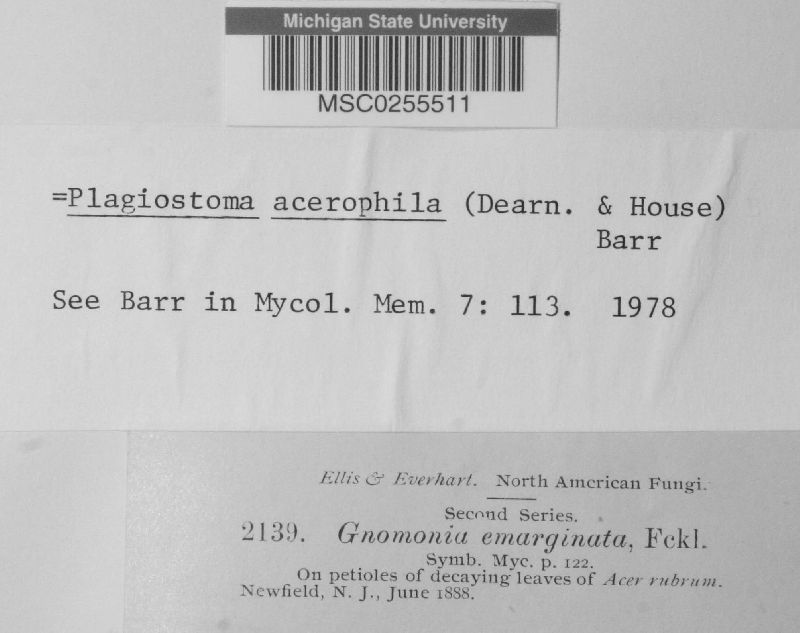 Michigan State University
MSC0255511
=Plagiostoma acerophila (Dearn. & House)
Barr
See Barr in Mycol. Mem. 7: 113. 1978
Ellis & Everhart. North American Fungi.
Second Series.
2139. Gnomonia emarginata, Fckl.
Symb. Myc. p. 122.
On petioles of decaying leaves of Acer rubrum.
Newfield, N. J., June 1888.